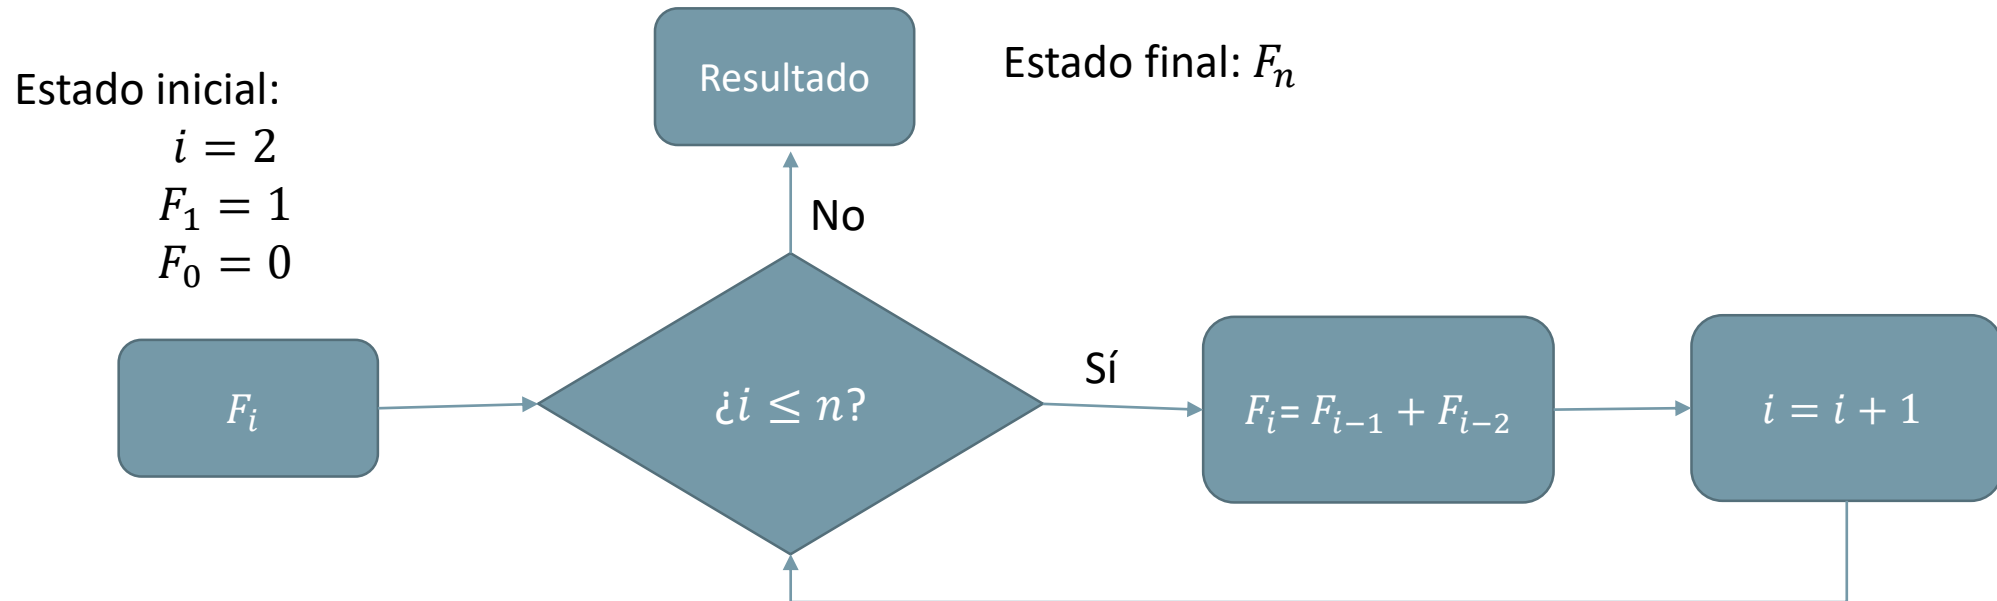 Estado inicial:
i = 2
F₁ = 1
F₀ = 0
Resultado
Estado final: Fₙ
No
Fᵢ
¿i ≤ n?
Sí
Fᵢ= Fᵢ₋₁ + Fᵢ₋₂
i = i + 1